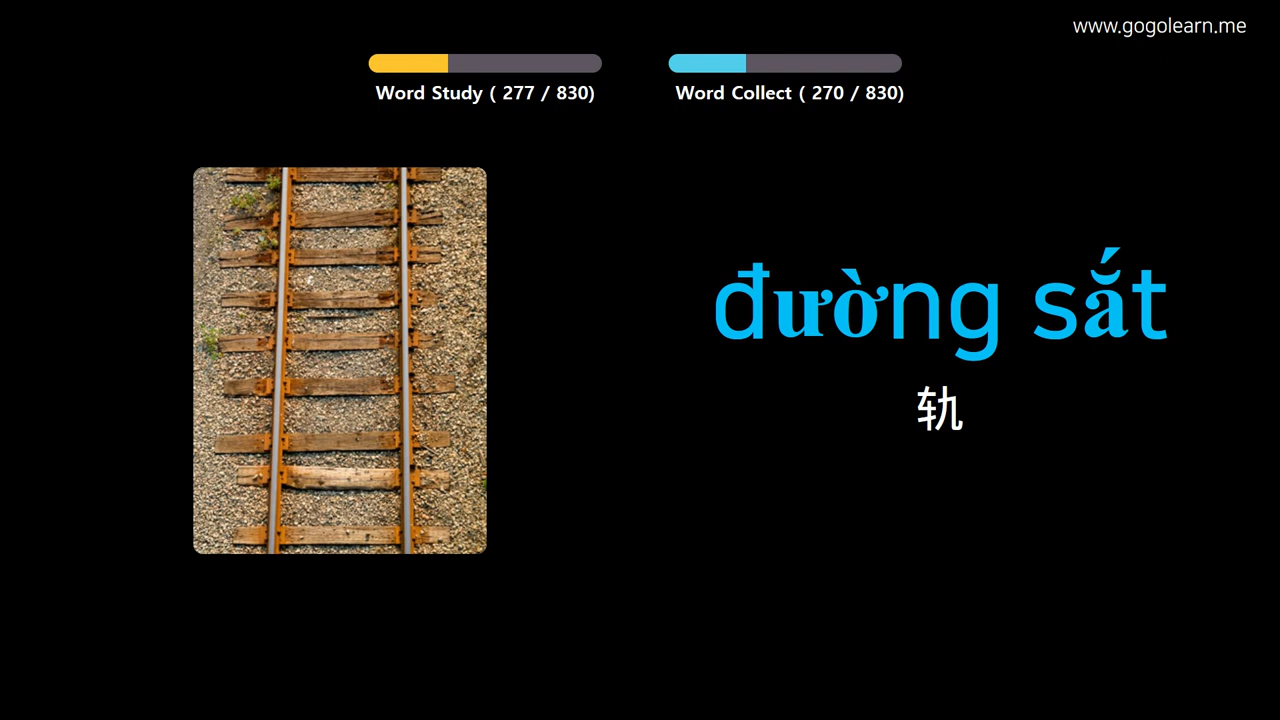 www.gogolearn.me
Word Study ( 277 / 830)
Word Collect ( 270 / 830)
đường sắt
轨